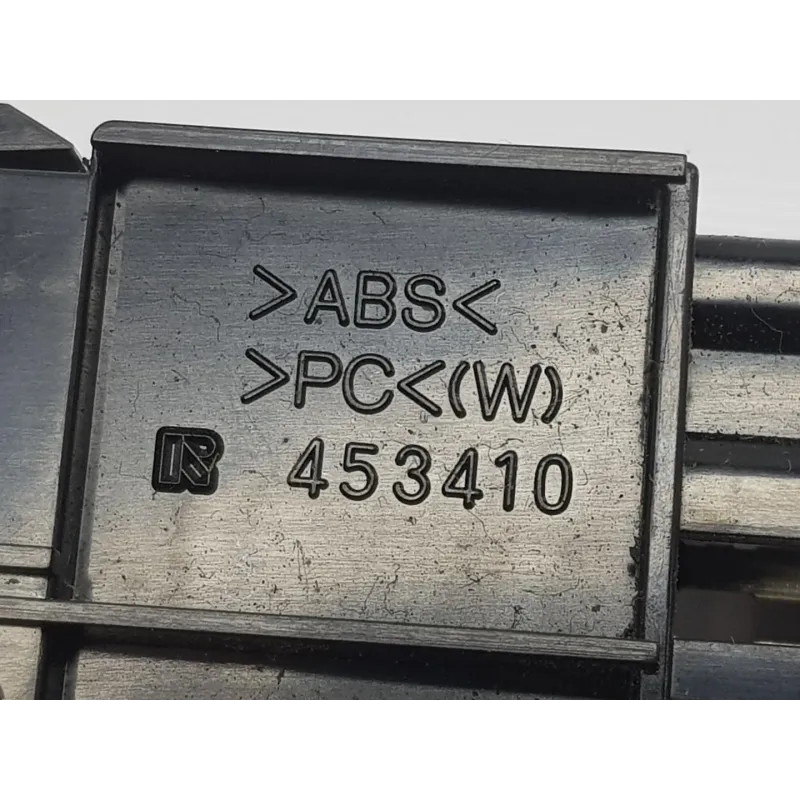 >ABS<
>PC<(W)
R 453410